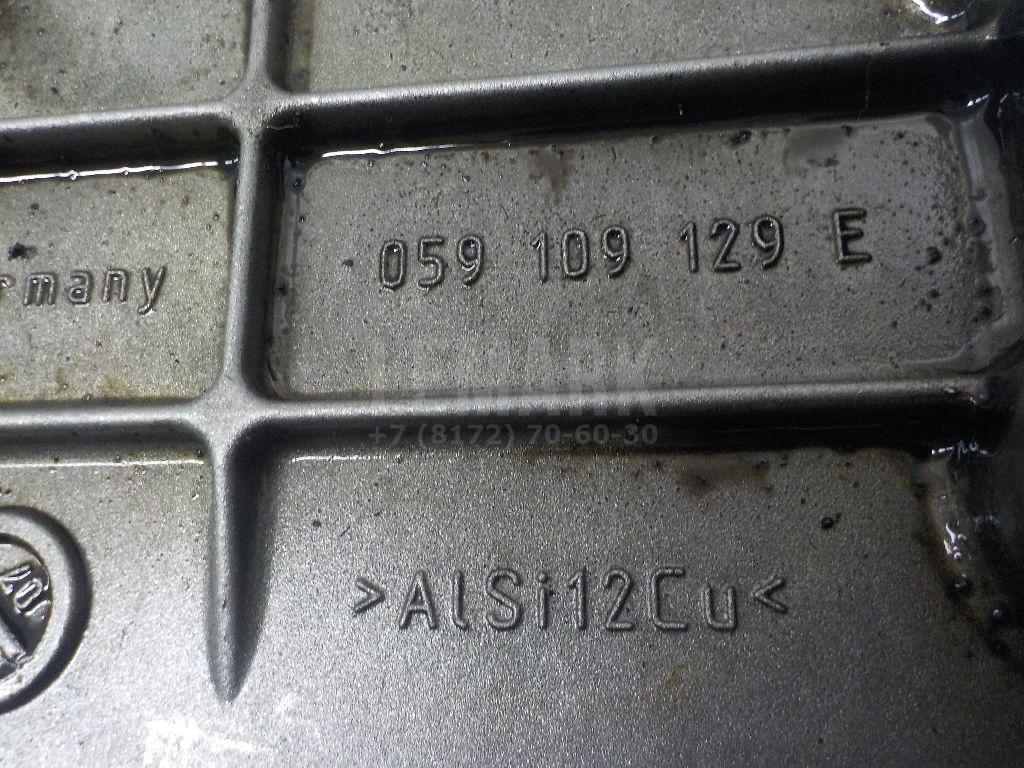 059 109 129 E
rmany
+7 (8172) 70-60-30
>AlSi12Cu<